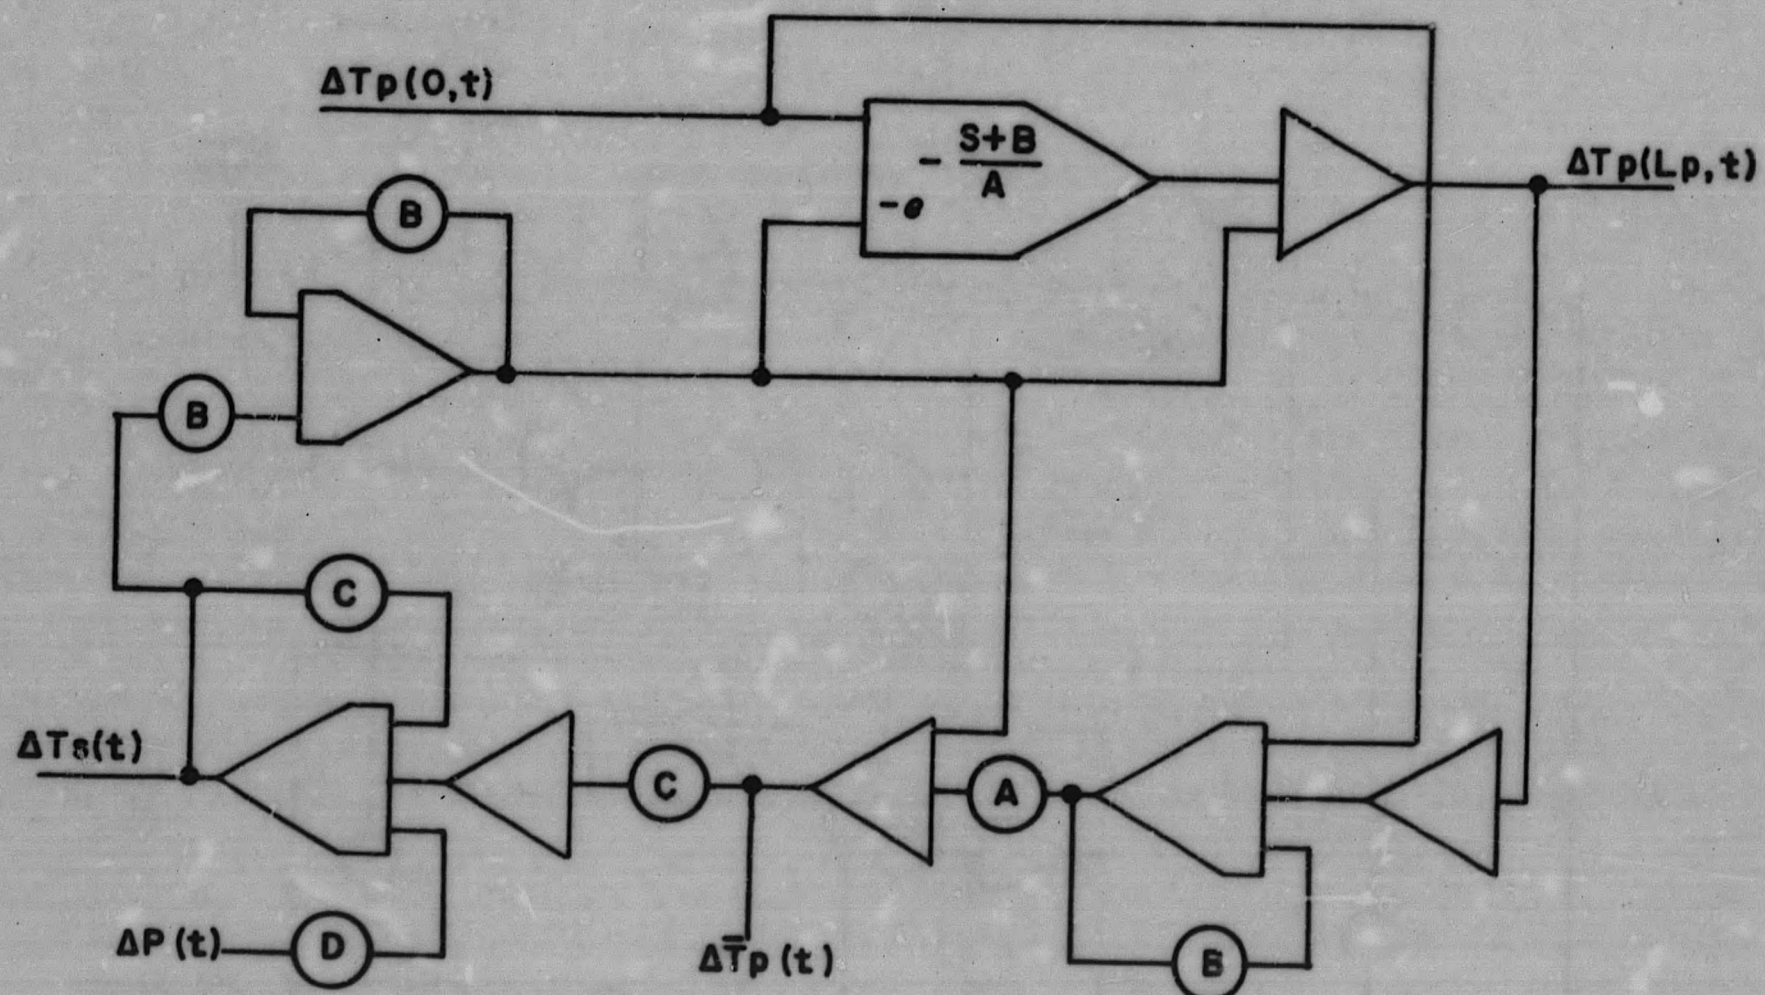 ΔTp(0,t)
- S+B
A
-e
ΔTp(Lp,t)
B
B
C
ΔTs(t)
C
A
ΔP(t)
D
ΔT̅p(t)
B